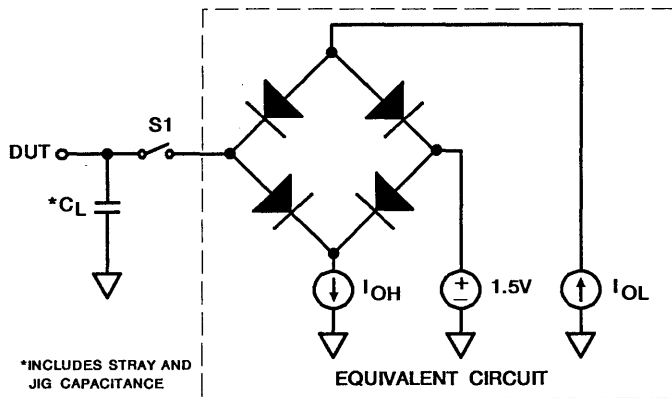 S1
DUT
*CL
IOH
+
−
1.5V
IOL
*INCLUDES STRAY AND
JIG CAPACITANCE
EQUIVALENT CIRCUIT